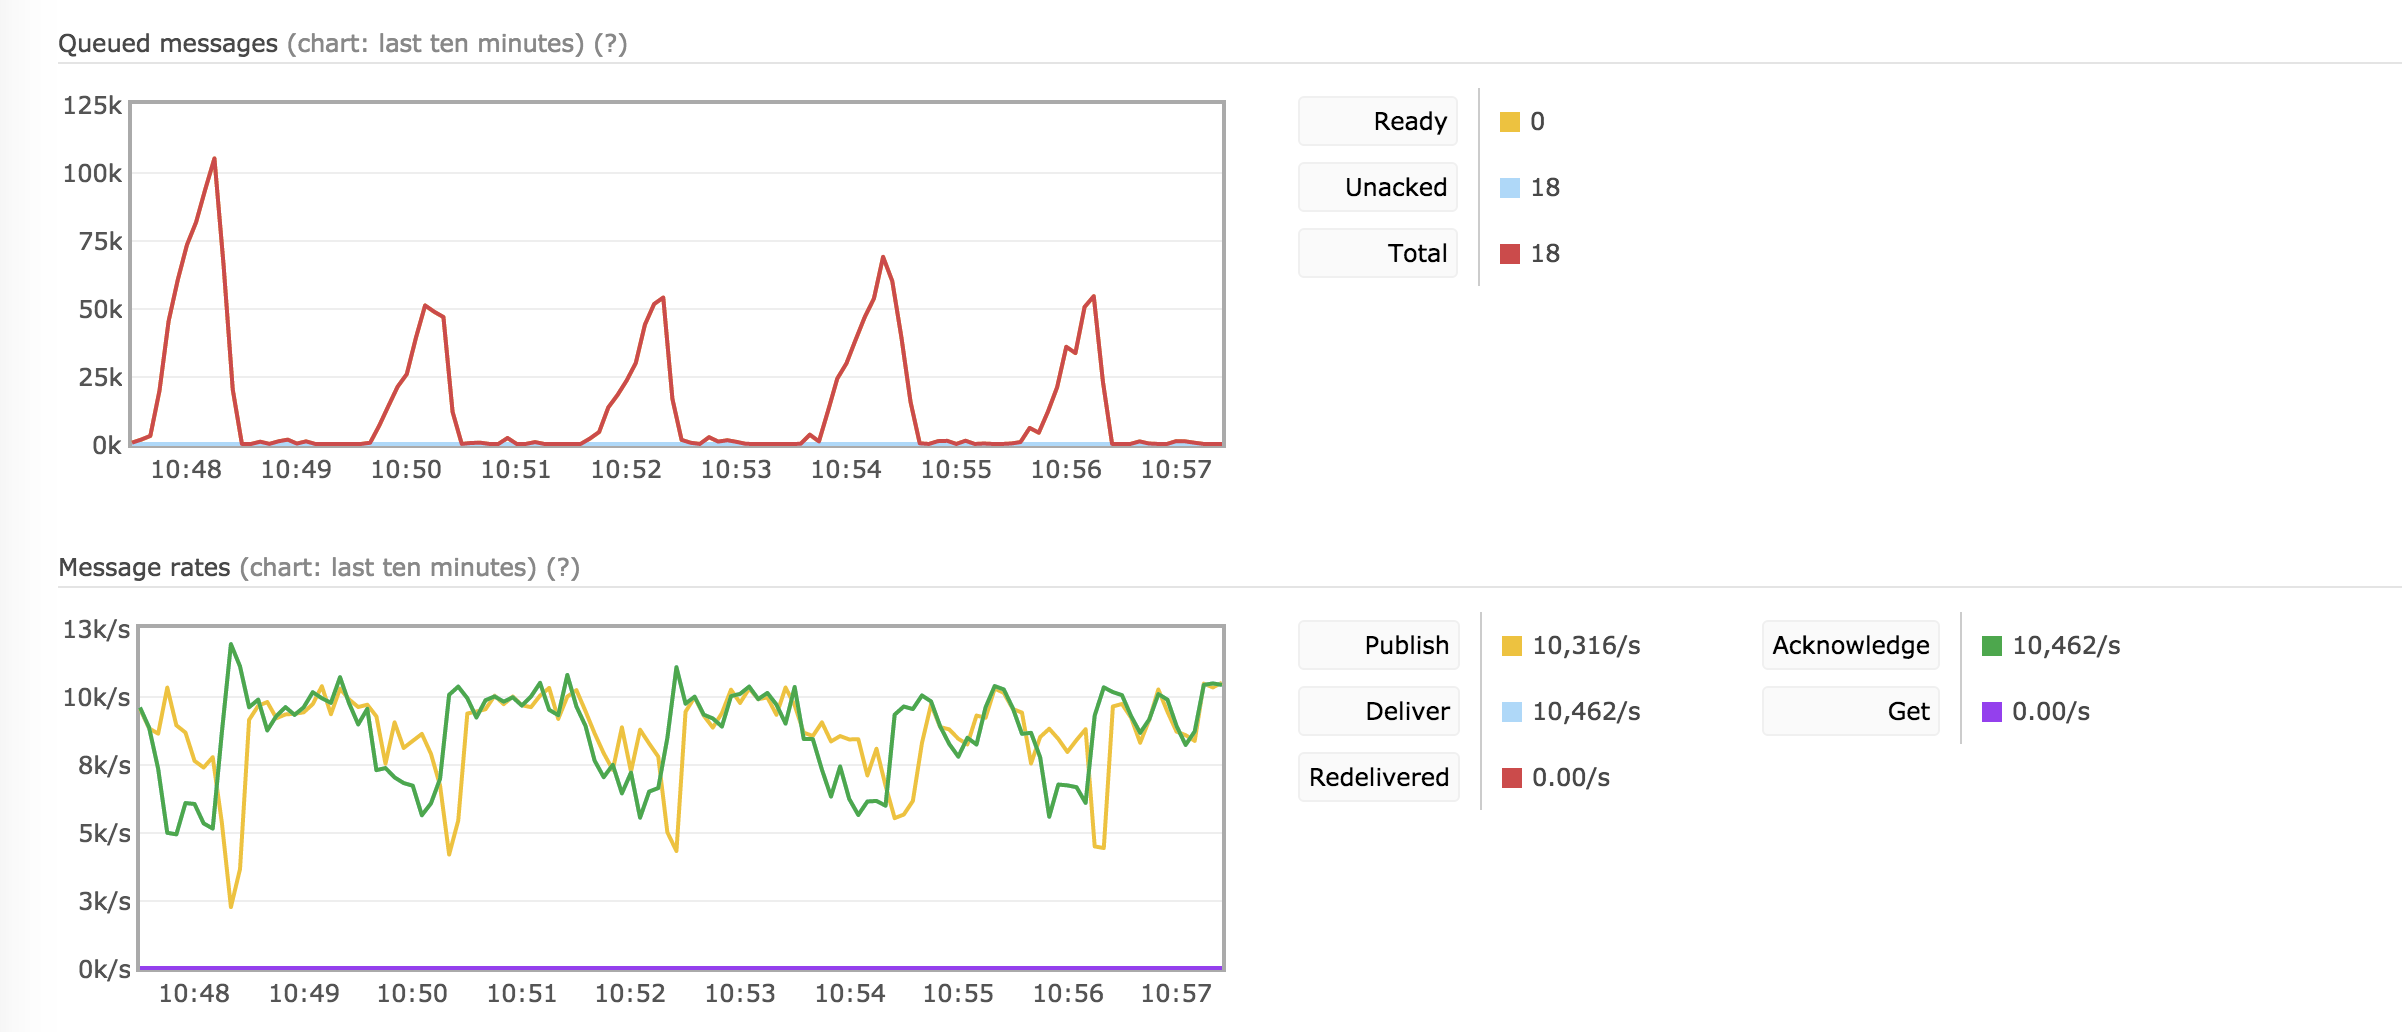 Queued messages (chart: last ten minutes) (?)
125k
100k
75k
50k
25k
0k
10:48 10:49 10:50 10:51 10:52 10:53 10:54 10:55 10:56 10:57
Ready 0
Unacked 18
Total 18
Message rates (chart: last ten minutes) (?)
13k/s
10k/s
8k/s
5k/s
3k/s
0k/s
10:48 10:49 10:50 10:51 10:52 10:53 10:54 10:55 10:56 10:57
Publish 10,316/s Acknowledge 10,462/s
Deliver 10,462/s Get 0.00/s
Redelivered 0.00/s